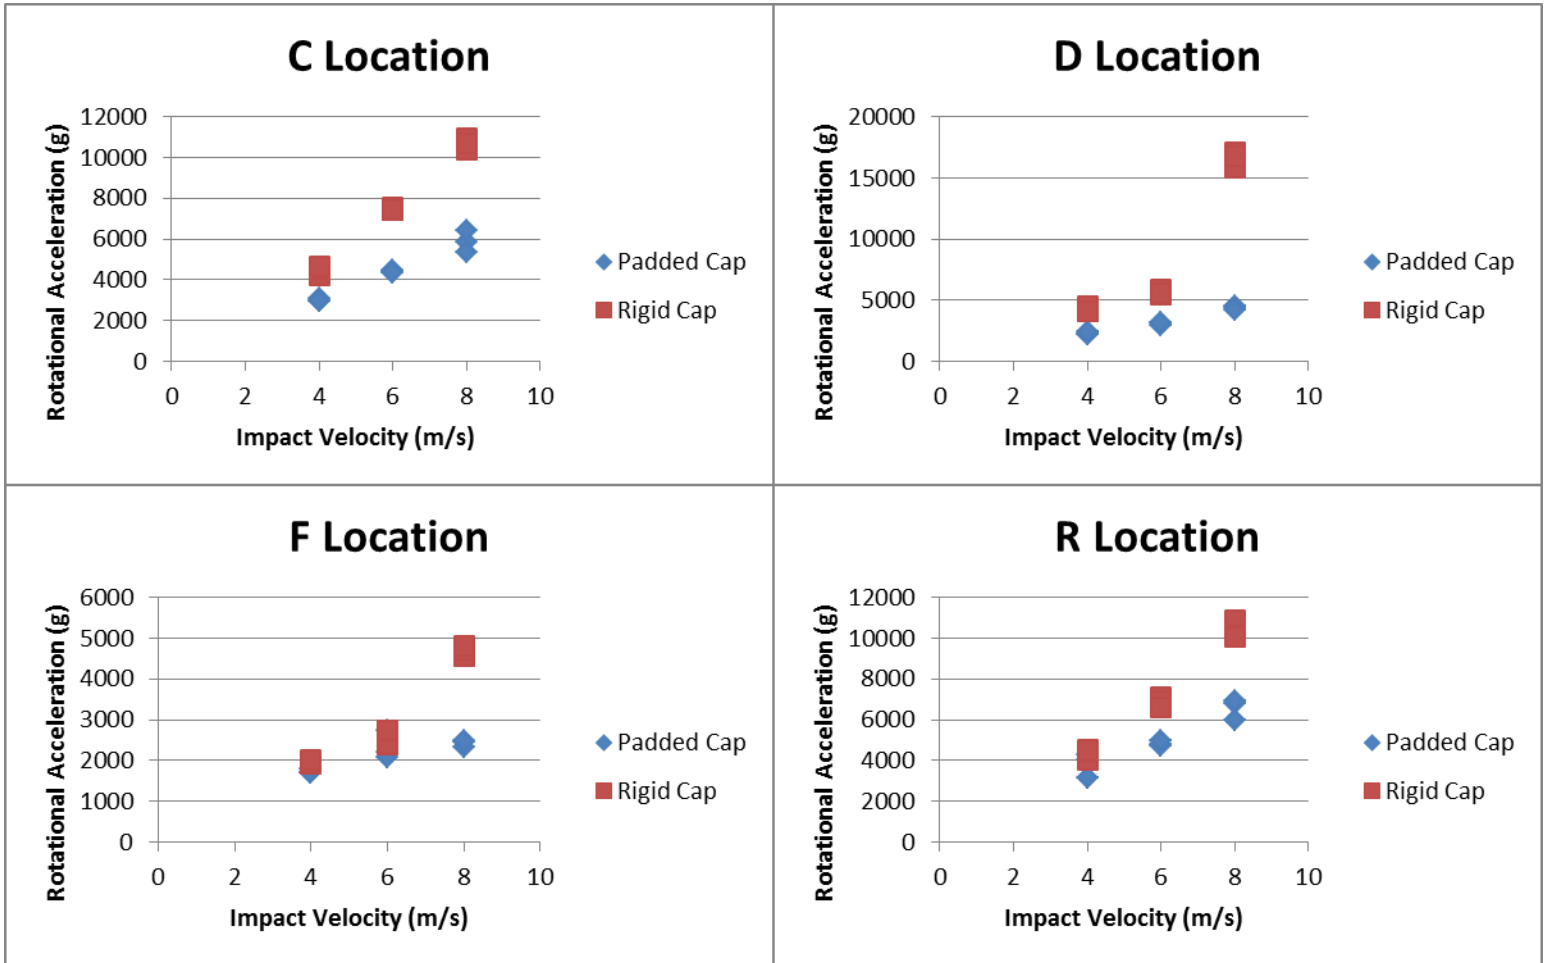 C Location
Rotational Acceleration (g)
12000
10000
8000
6000
4000
2000
0
0 2 4 6 8 10
Impact Velocity (m/s)
Padded Cap
Rigid Cap
D Location
Rotational Acceleration (g)
20000
15000
10000
5000
0
0 2 4 6 8 10
Impact Velocity (m/s)
Padded Cap
Rigid Cap
F Location
Rotational Acceleration (g)
6000
5000
4000
3000
2000
1000
0
0 2 4 6 8 10
Impact Velocity (m/s)
Padded Cap
Rigid Cap
R Location
Rotational Acceleration (g)
12000
10000
8000
6000
4000
2000
0
0 2 4 6 8 10
Impact Velocity (m/s)
Padded Cap
Rigid Cap